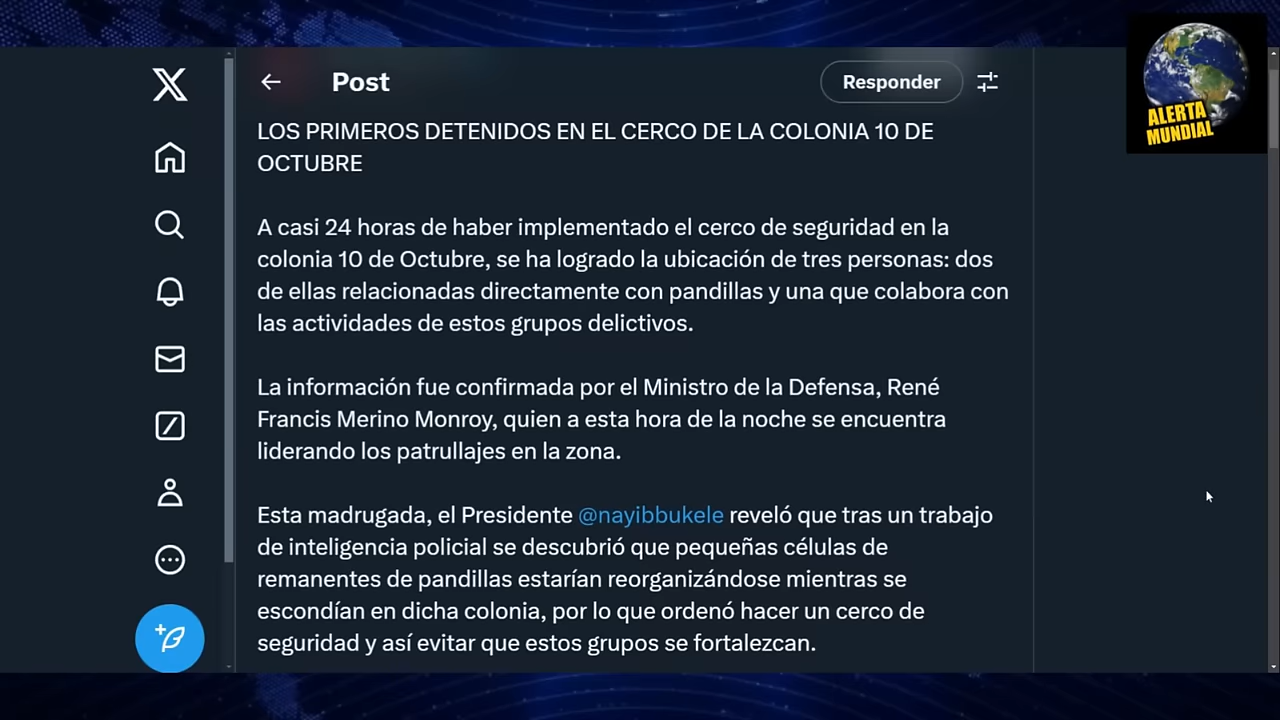 Post
Responder
ALERTA
MUNDIAL
LOS PRIMEROS DETENIDOS EN EL CERCO DE LA COLONIA 10 DE
OCTUBRE
A casi 24 horas de haber implementado el cerco de seguridad en la
colonia 10 de Octubre, se ha logrado la ubicación de tres personas: dos
de ellas relacionadas directamente con pandillas y una que colabora con
las actividades de estos grupos delictivos.
La información fue confirmada por el Ministro de la Defensa, René
Francis Merino Monroy, quien a esta hora de la noche se encuentra
liderando los patrullajes en la zona.
Esta madrugada, el Presidente @nayibbukele reveló que tras un trabajo
de inteligencia policial se descubrió que pequeñas células de
remanentes de pandillas estarían reorganizándose mientras se
escondían en dicha colonia, por lo que ordenó hacer un cerco de
seguridad y así evitar que estos grupos se fortalezcan.